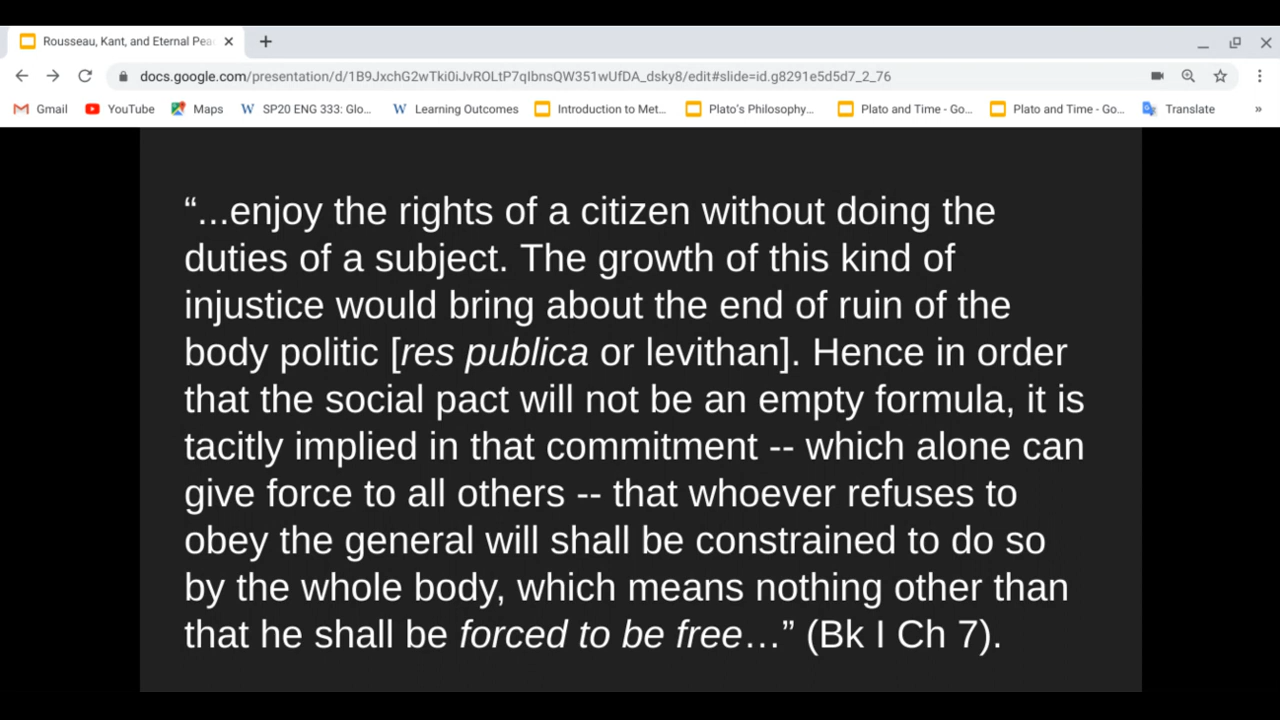 Rousseau, Kant, and Eternal Pea
docs.google.com/presentation/d/1B9JxchG2wTki0iJvROLtP7qIbnsQW351wUfDA_dsky8/edit#slide=id.g8291e5d5d7_2_76
Gmail YouTube Maps SP20 ENG 333: Glo... Learning Outcomes Introduction to Met... Plato's Philosophy... Plato and Time - Go... Plato and Time - Go... Translate »
“...enjoy the rights of a citizen without doing the
duties of a subject. The growth of this kind of
injustice would bring about the end of ruin of the
body politic [res publica or levithan]. Hence in order
that the social pact will not be an empty formula, it is
tacitly implied in that commitment -- which alone can
give force to all others -- that whoever refuses to
obey the general will shall be constrained to do so
by the whole body, which means nothing other than
that he shall be forced to be free…” (Bk I Ch 7).